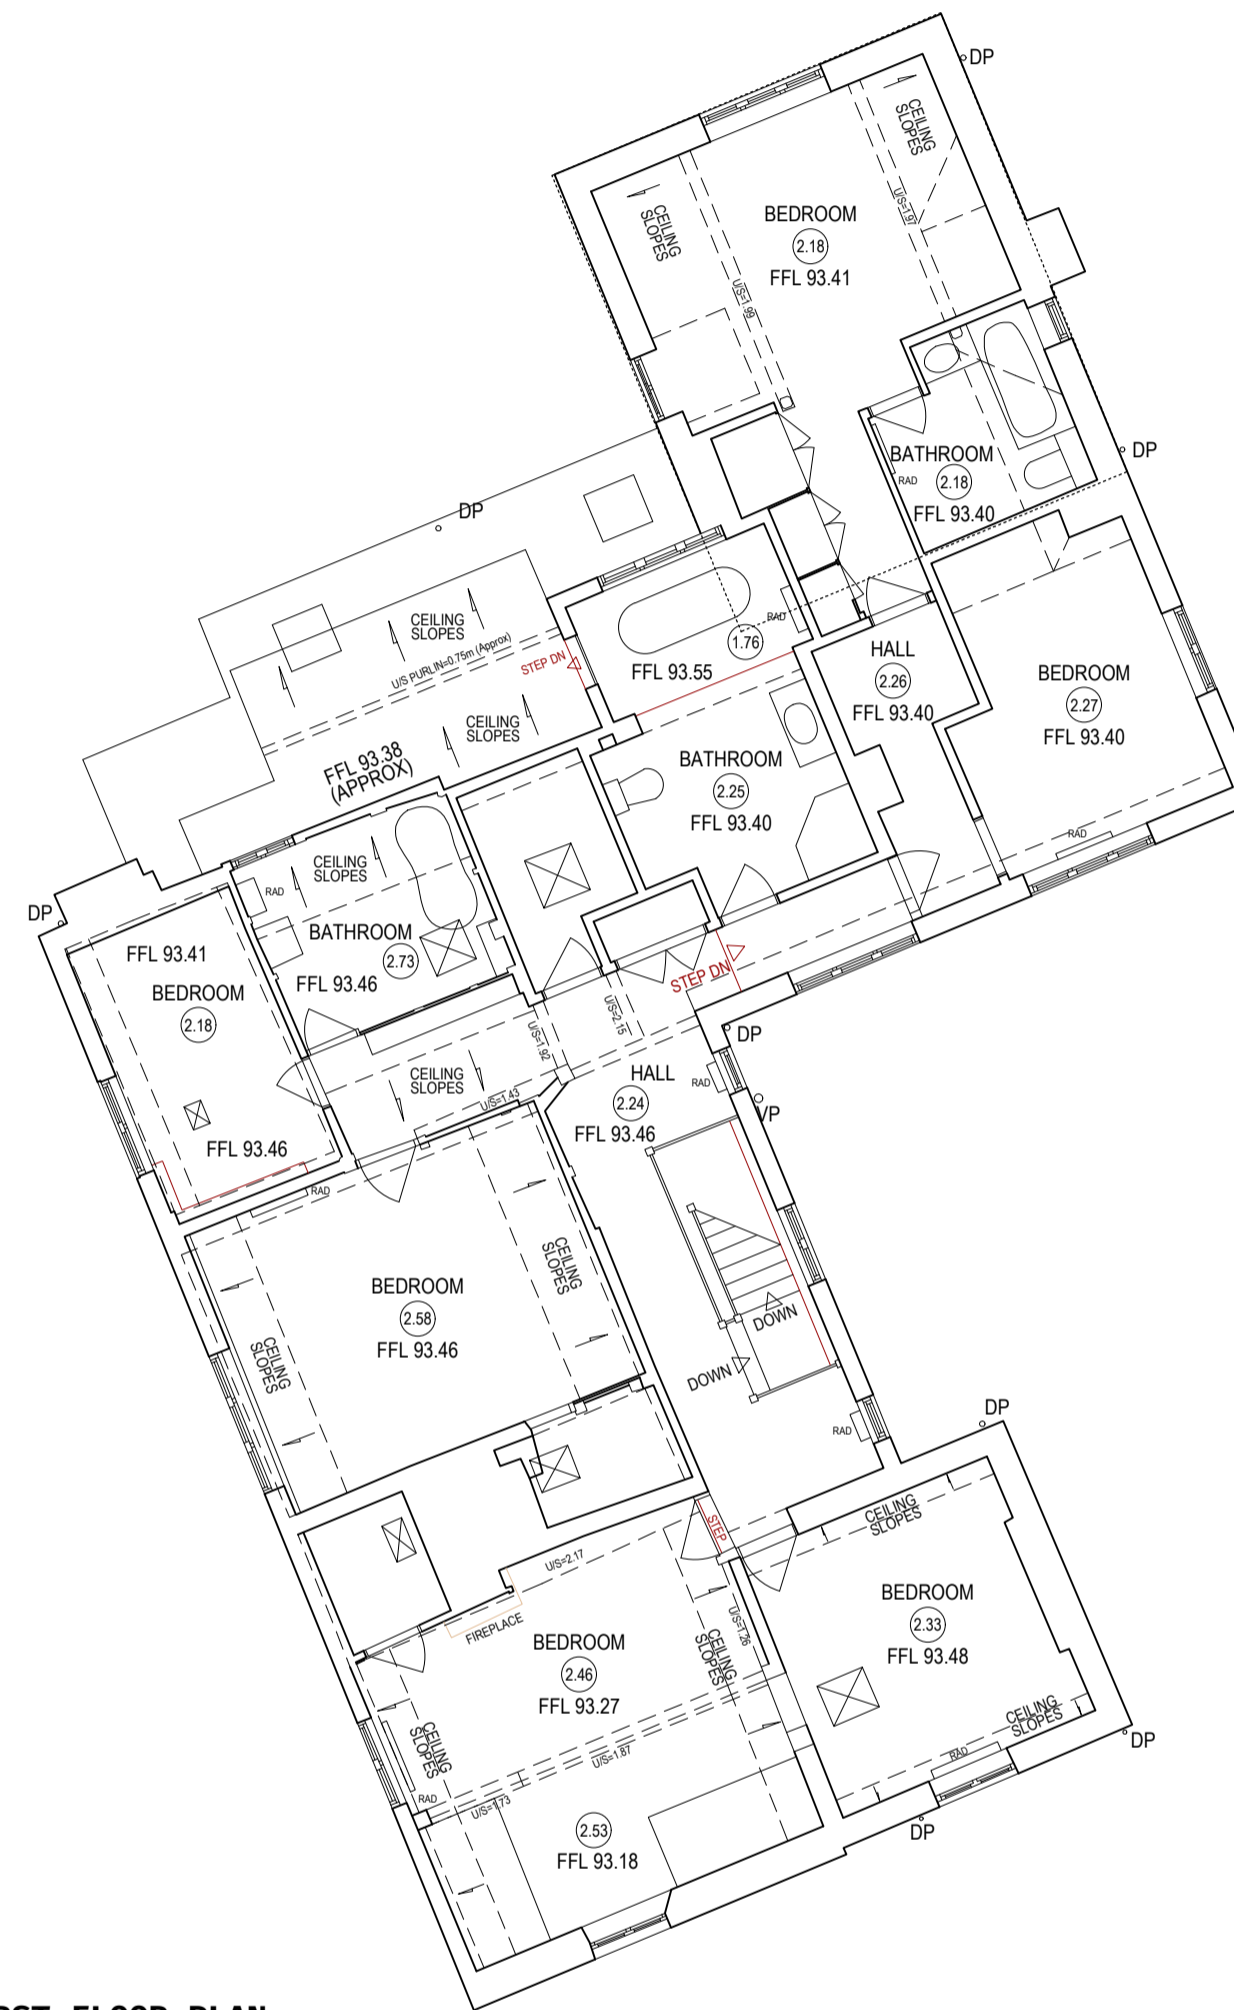 DP
CEILING
SLOPES
U/S=1.97
BEDROOM
2.18
FFL 93.41
CEILING
SLOPES
U/S=1.99
DP
BATHROOM
2.18
RAD
FFL 93.40
DP
CEILING
SLOPES
U/S PURLIN=0.75m (Approx)
STEP DN
RAD
1.76
FFL 93.55
HALL
2.26
FFL 93.40
BEDROOM
2.27
FFL 93.40
RAD
CEILING
SLOPES
FFL 93.38
(APPROX)
BATHROOM
2.25
FFL 93.40
CEILING
SLOPES
RAD
DP
BATHROOM
2.73
FFL 93.46
FFL 93.41
BEDROOM
2.18
FFL 93.46
STEP DN
U/S=2.15
U/S=1.92
DP
CEILING
SLOPES
U/S=1.43
HALL
2.24
FFL 93.46
RAD
VP
RAD
CEILING
SLOPES
BEDROOM
2.58
FFL 93.46
CEILING
SLOPES
DOWN
DOWN
RAD
DP
STEP
CEILING
SLOPES
U/S=2.17
FIREPLACE
BEDROOM
2.46
FFL 93.27
U/S=1.26
CEILING
SLOPES
BEDROOM
2.33
FFL 93.48
CEILING
SLOPES
CEILING
SLOPES
RAD
DP
U/S=1.87
RAD
U/S=1.73
2.53
FFL 93.18
DP
FLOOR PLAN